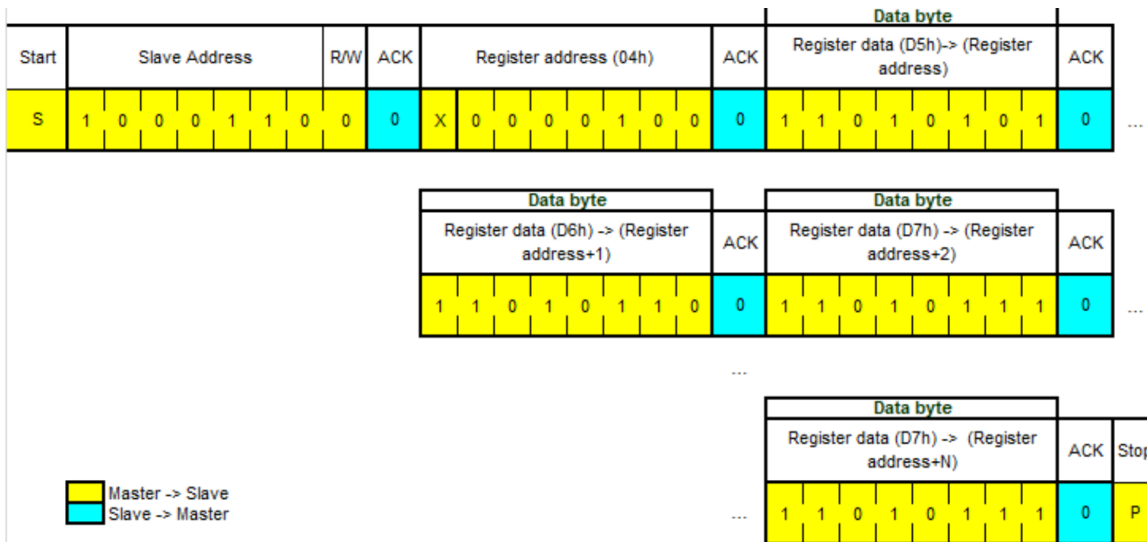 Data byte
Start Slave Address R/W ACK Register address (04h) ACK Register data (D5h)-> (Register address) ACK
S 1 0 0 0 1 1 0 0 0 X 0 0 0 0 1 0 0 0 1 1 0 1 0 1 0 1 0 ...
Data byte Data byte
Register data (D6h) -> (Register address+1) ACK Register data (D7h) -> (Register address+2) ACK
1 1 0 1 0 1 1 0 0 1 1 0 1 0 1 1 1 0 ...
...
Data byte
Register data (D7h) -> (Register address+N) ACK Stop
Master -> Slave
Slave -> Master
... 1 1 0 1 0 1 1 1 0 P